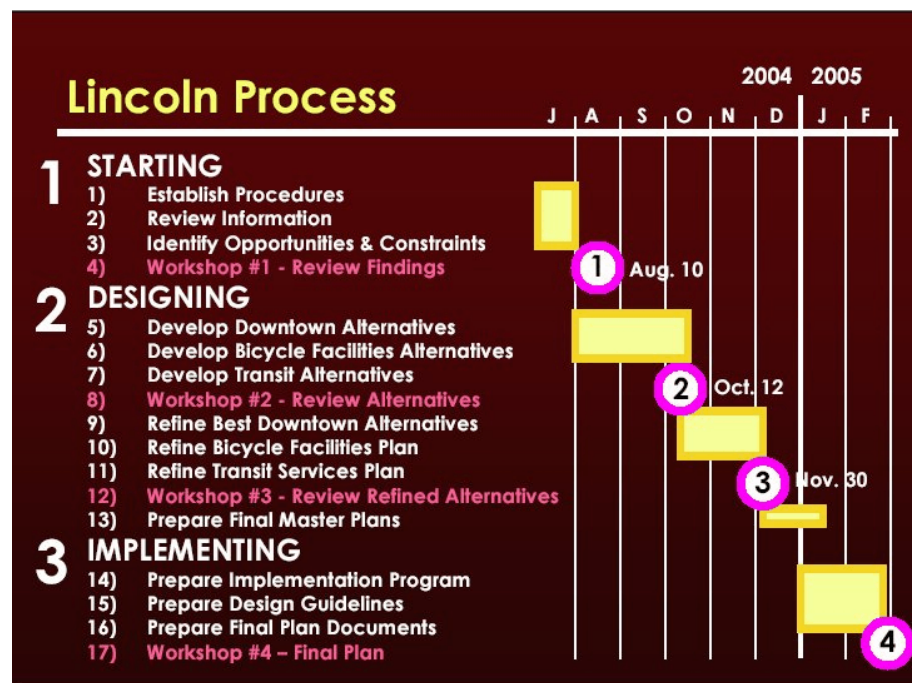 2004 2005
Lincoln Process
J A S O N D J F
1 STARTING
1) Establish Procedures
2) Review Information
3) Identify Opportunities & Constraints
4) Workshop #1 - Review Findings
1 Aug. 10
2 DESIGNING
5) Develop Downtown Alternatives
6) Develop Bicycle Facilities Alternatives
7) Develop Transit Alternatives
8) Workshop #2 - Review Alternatives
2 Oct. 12
9) Refine Best Downtown Alternatives
10) Refine Bicycle Facilities Plan
11) Refine Transit Services Plan
12) Workshop #3 - Review Refined Alternatives
3 Nov. 30
13) Prepare Final Master Plans
3 IMPLEMENTING
14) Prepare Implementation Program
15) Prepare Design Guidelines
16) Prepare Final Plan Documents
17) Workshop #4 – Final Plan
4